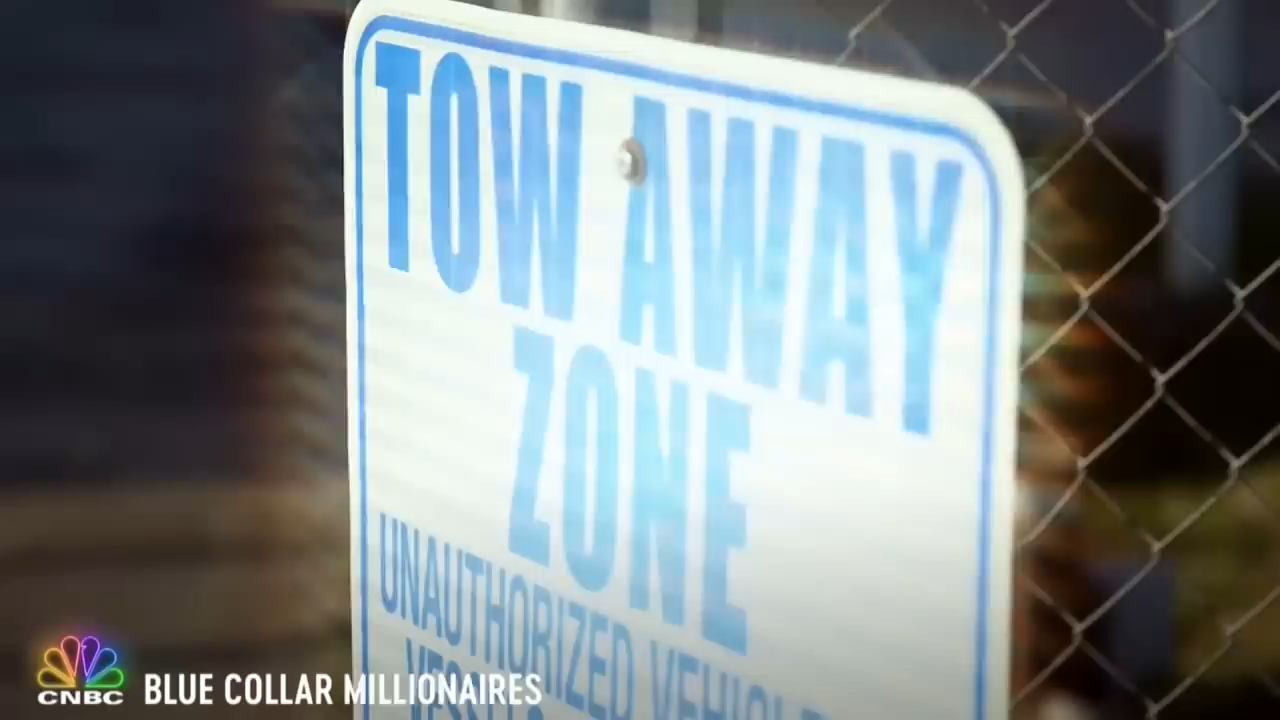 TOW AWAY
ZONE
UNAUTHORIZED
CNBC
BLUE COLLAR MILLIONAIRES